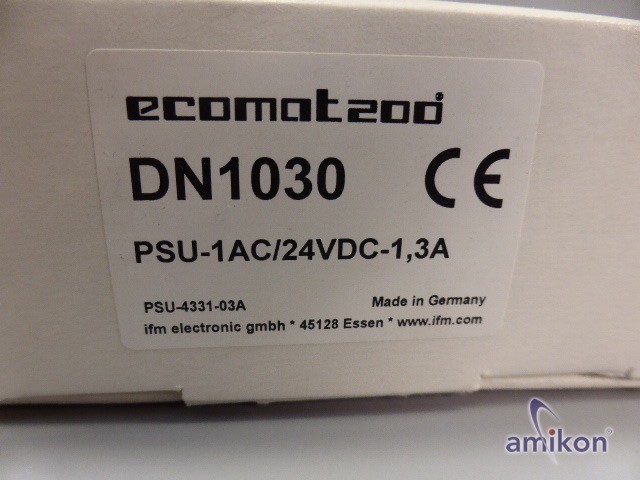 ecomat200
DN1030
CE
PSU-1AC/24VDC-1,3A
PSU-4331-03A
Made in Germany
ifm electronic gmbh * 45128 Essen * www.ifm.com
amikon®